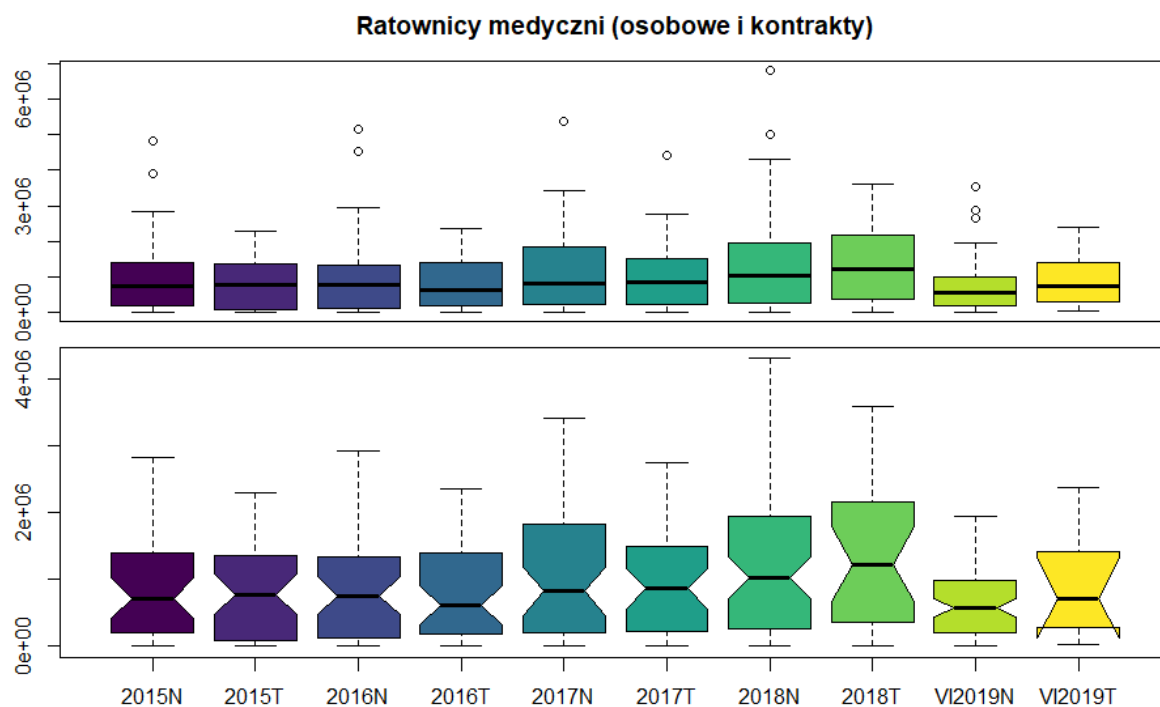 Ratownicy medyczni (osobowe i kontrakty)
6e+06
3e+06
0e+00
4e+06
2e+06
0e+00
2015N 2015T 2016N 2016T 2017N 2017T 2018N 2018T VI2019N VI2019T